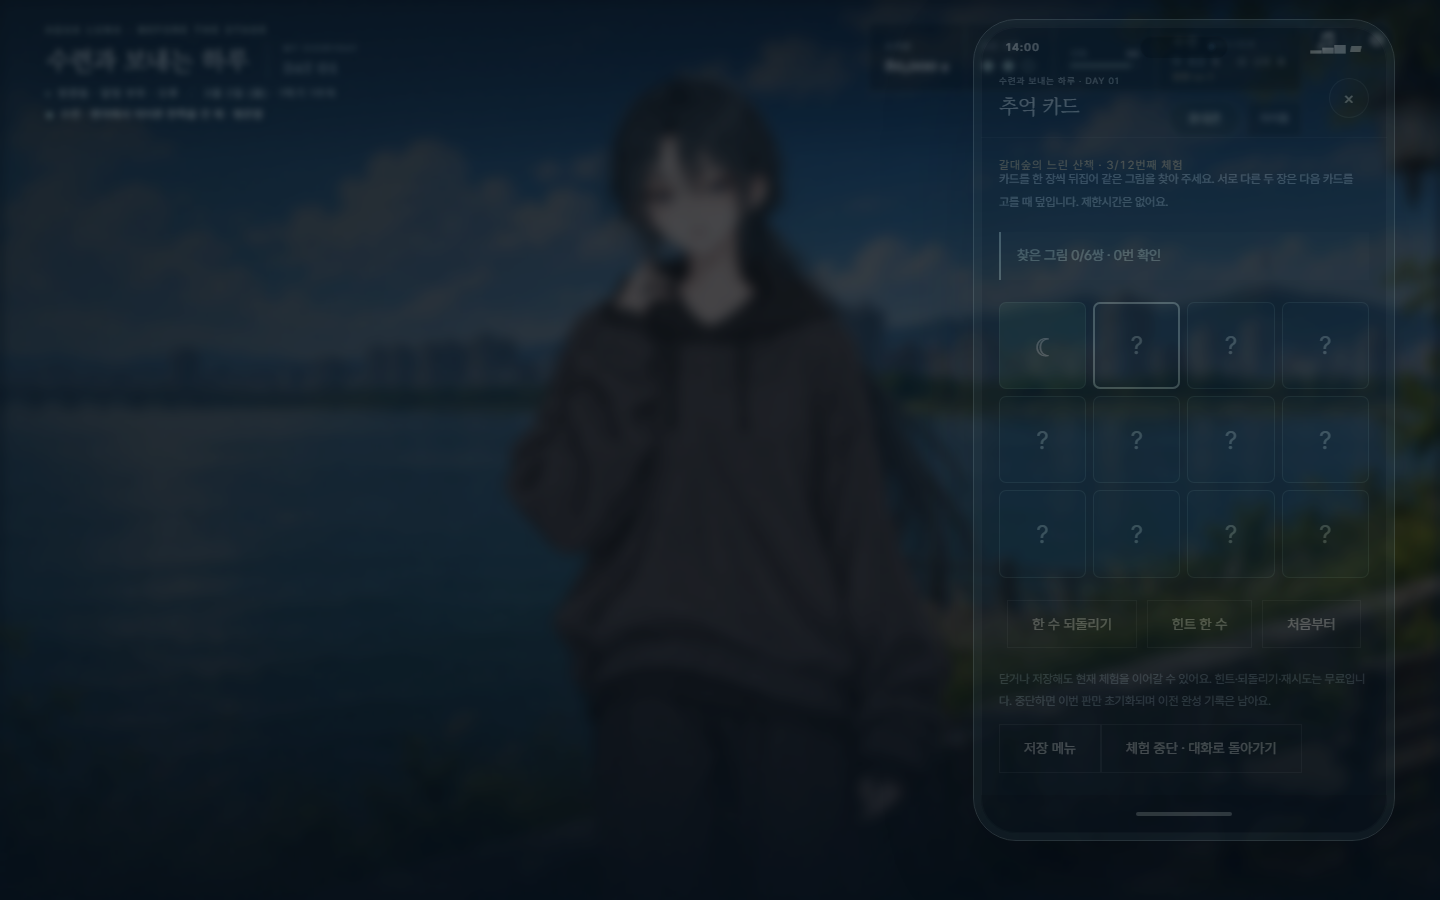 수련과 보내는 하루
14:00
수련과 보내는 하루 · DAY 01
추억 카드
×
갈대숲의 느린 산책 · 3/12번째 체험
카드를 한 장씩 뒤집어 같은 그림을 찾아 주세요. 서로 다른 두 장은 다음 카드를
고를 때 덮입니다. 제한시간은 없어요.
찾은 그림 0/6쌍 · 0번 확인
☾ ? ? ?
? ? ? ?
? ? ? ?
한 수 되돌리기 힌트 한 수 처음부터
닫거나 저장해도 현재 체험을 이어갈 수 있어요. 힌트·되돌리기·재시도는 무료입니
다. 중단하면 이번 판만 초기화되며 이전 완성 기록은 남아요.
저장 메뉴 체험 중단 · 대화로 돌아가기